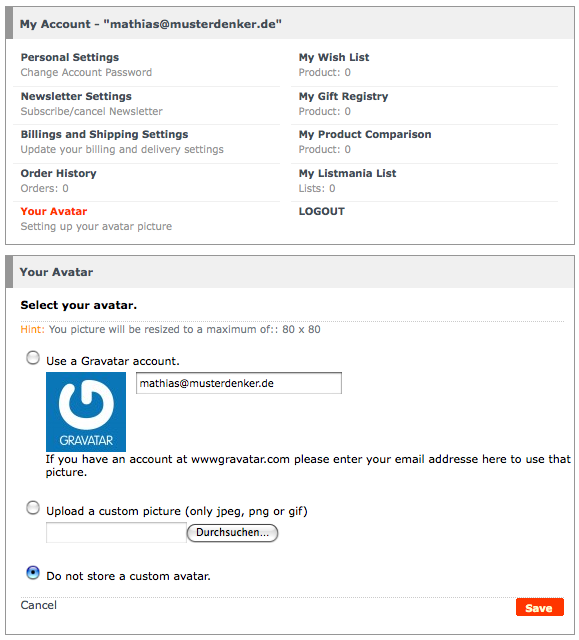 My Account - "mathias@musterdenker.de"
Personal Settings
Change Account Password
My Wish List
Product: 0
Newsletter Settings
Subscribe/cancel Newsletter
My Gift Registry
Product: 0
Billings and Shipping Settings
Update your billing and delivery settings
My Product Comparison
Product: 0
Order History
Orders: 0
My Listmania List
Lists: 0
Your Avatar
Setting up your avatar picture
LOGOUT
Your Avatar
Select your avatar.
Hint: You picture will be resized to a maximum of:: 80 x 80
Use a Gravatar account.
mathias@musterdenker.de
GRAVATAR
If you have an account at wwwgravatar.com please enter your email addresse here to use that
picture.
Upload a custom picture (only jpeg, png or gif)
Durchsuchen...
Do not store a custom avatar.
Cancel
Save